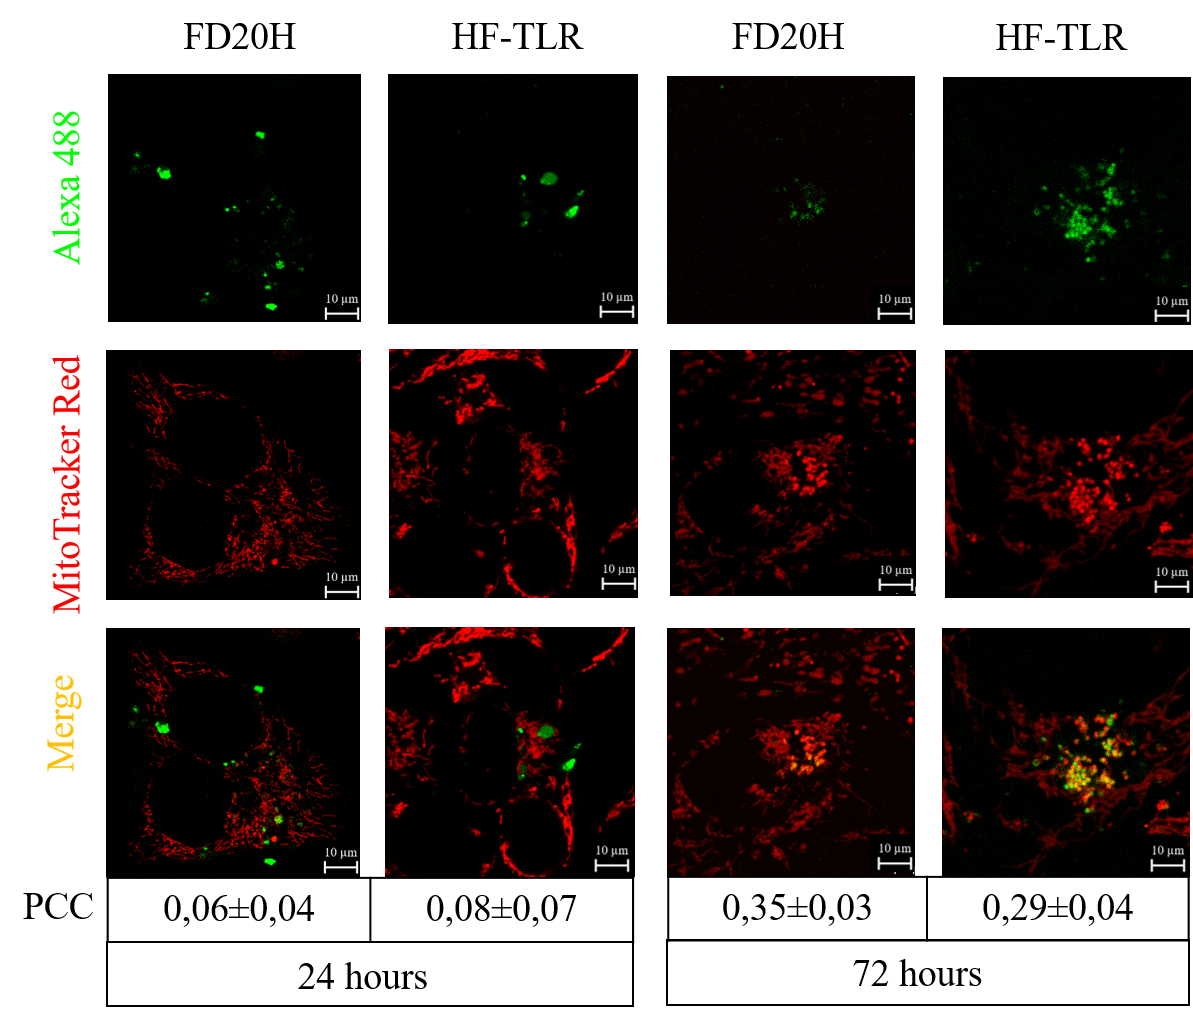 FD20H
HF-TLR
FD20H
HF-TLR
Alexa 488
10 µm
10 µm
10 µm
10 µm
MitoTracker Red
10 µm
10 µm
10 µm
10 µm
Merge
10 µm
10 µm
10 µm
10 µm
PCC
0,06±0,04
0,08±0,07
0,35±0,03
0,29±0,04
24 hours
72 hours